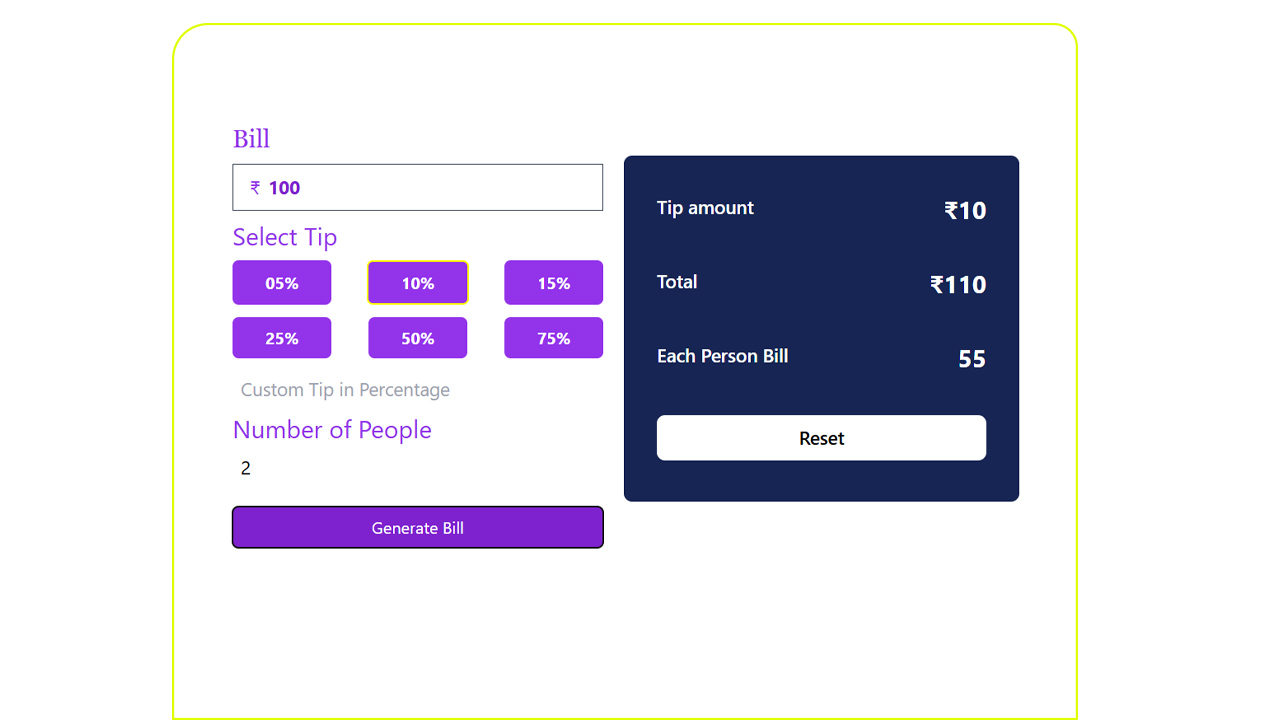 Bill
₹ 100
Select Tip
05% 10% 15%
25% 50% 75%
Custom Tip in Percentage
Number of People
2
Generate Bill
Tip amount ₹10
Total ₹110
Each Person Bill 55
Reset